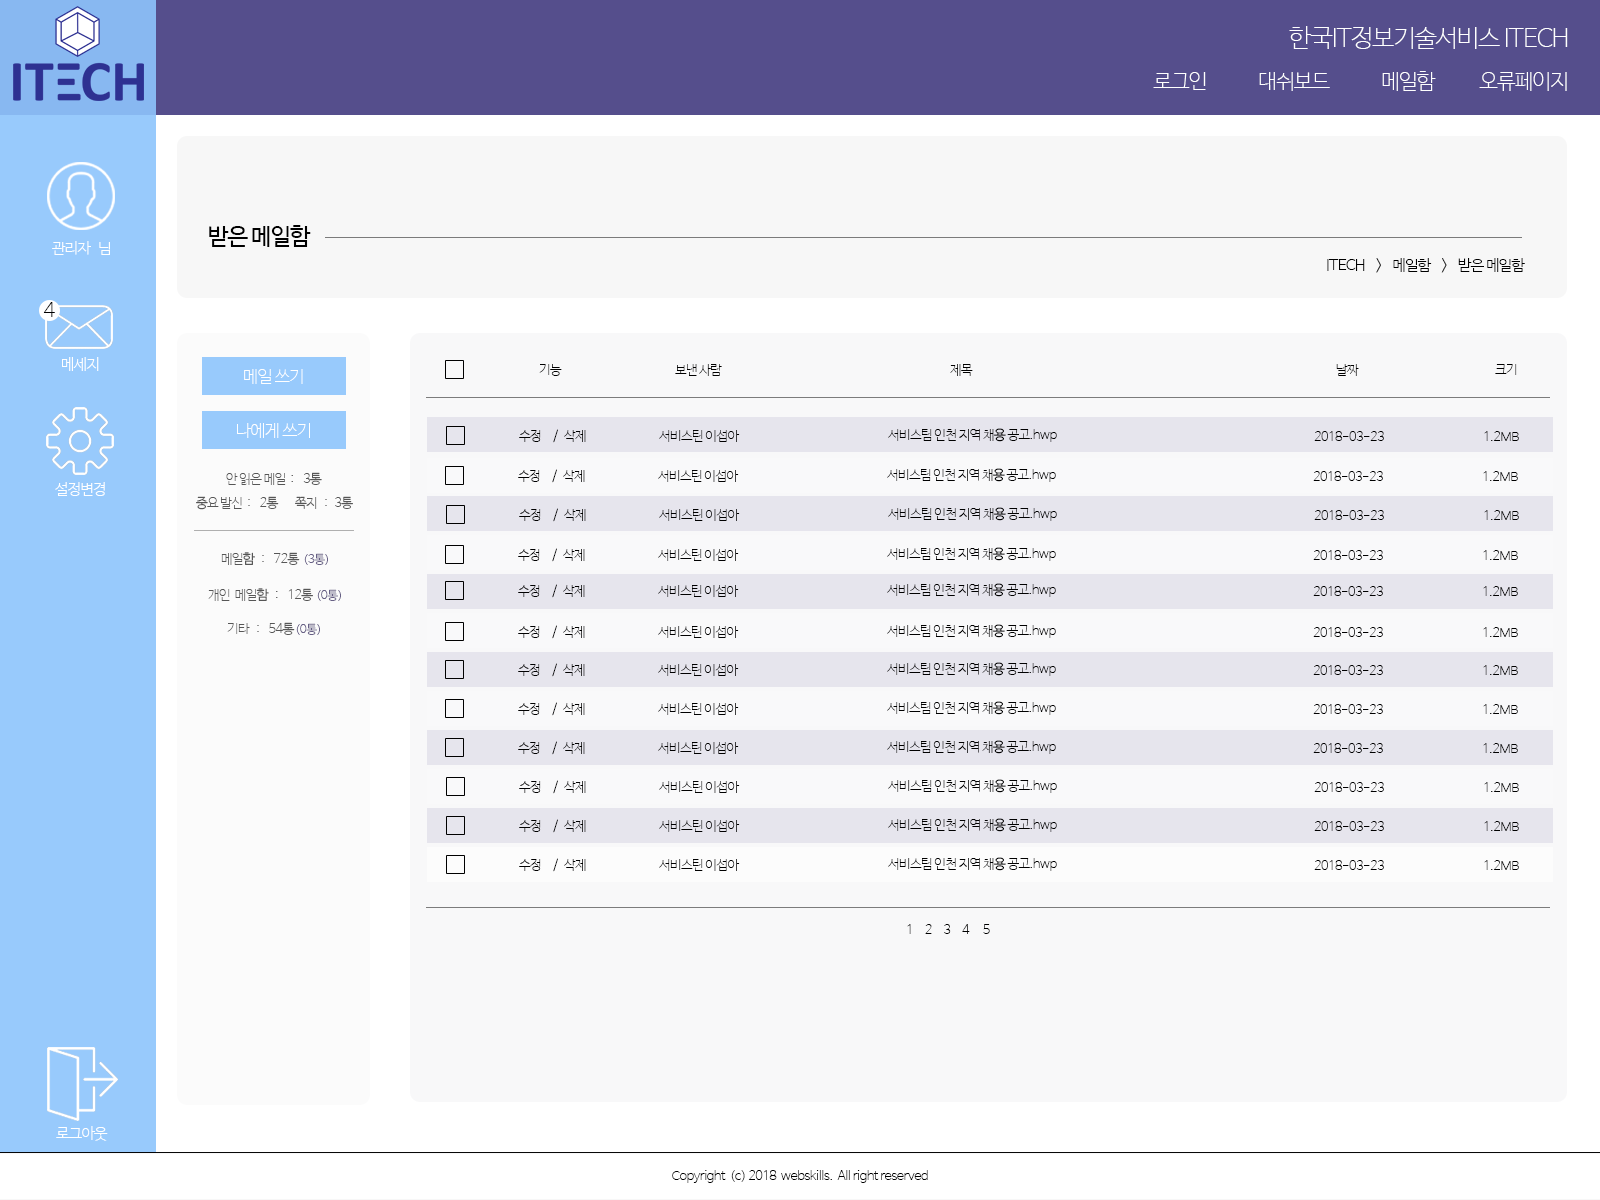 ITECH
한국IT정보기술서비스 ITECH
로그인 대쉬보드 메일함 오류페이지
관리자 님
4
메세지
설정변경
로그아웃
받은 메일함
ITECH > 메일함 > 받은 메일함
메일 쓰기
나에게 쓰기
안 읽은 메일 : 3통
중요 발신 : 2통 쪽지 : 3통
메일함 : 72통 (3통)
개인 메일함 : 12통 (0통)
기타 : 54통 (0통)
기능 보낸 사람 제목 날짜 크기
수정 / 삭제 서비스틴 이섭아 서비스팀 인천 지역 채용 공고.hwp 2018-03-23 1.2MB
수정 / 삭제 서비스틴 이섭아 서비스팀 인천 지역 채용 공고.hwp 2018-03-23 1.2MB
수정 / 삭제 서비스틴 이섭아 서비스팀 인천 지역 채용 공고.hwp 2018-03-23 1.2MB
수정 / 삭제 서비스틴 이섭아 서비스팀 인천 지역 채용 공고.hwp 2018-03-23 1.2MB
수정 / 삭제 서비스틴 이섭아 서비스팀 인천 지역 채용 공고.hwp 2018-03-23 1.2MB
수정 / 삭제 서비스틴 이섭아 서비스팀 인천 지역 채용 공고.hwp 2018-03-23 1.2MB
수정 / 삭제 서비스틴 이섭아 서비스팀 인천 지역 채용 공고.hwp 2018-03-23 1.2MB
수정 / 삭제 서비스틴 이섭아 서비스팀 인천 지역 채용 공고.hwp 2018-03-23 1.2MB
수정 / 삭제 서비스틴 이섭아 서비스팀 인천 지역 채용 공고.hwp 2018-03-23 1.2MB
수정 / 삭제 서비스틴 이섭아 서비스팀 인천 지역 채용 공고.hwp 2018-03-23 1.2MB
수정 / 삭제 서비스틴 이섭아 서비스팀 인천 지역 채용 공고.hwp 2018-03-23 1.2MB
수정 / 삭제 서비스틴 이섭아 서비스팀 인천 지역 채용 공고.hwp 2018-03-23 1.2MB
1 2 3 4 5
Copyright (c) 2018 webskills. All right reserved